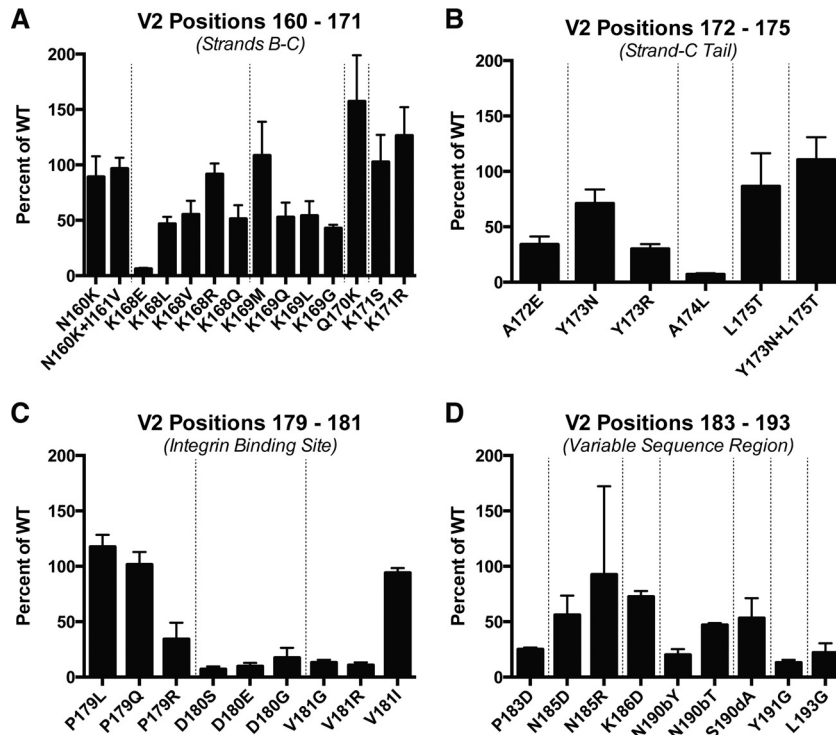 A
V2 Positions 160 - 171
(Strands B-C)
Percent of WT
200
150
100
50
0
N160K
N160K+I161V
K168E
K168L
K168V
K168R
K168Q
K169M
K169Q
K169L
K169G
Q170K
K171S
K171R
B
V2 Positions 172 - 175
(Strand-C Tail)
Percent of WT
200
150
100
50
0
A172E
Y173N
Y173R
A174L
L175T
Y173N+L175T
C
V2 Positions 179 - 181
(Integrin Binding Site)
Percent of WT
200
150
100
50
0
P179L
P179Q
P179R
D180S
D180E
D180G
V181G
V181R
V181I
D
V2 Positions 183 - 193
(Variable Sequence Region)
Percent of WT
200
150
100
50
0
P183D
N185D
N185R
K186D
N190bY
N190bT
S190dA
Y191G
L193G